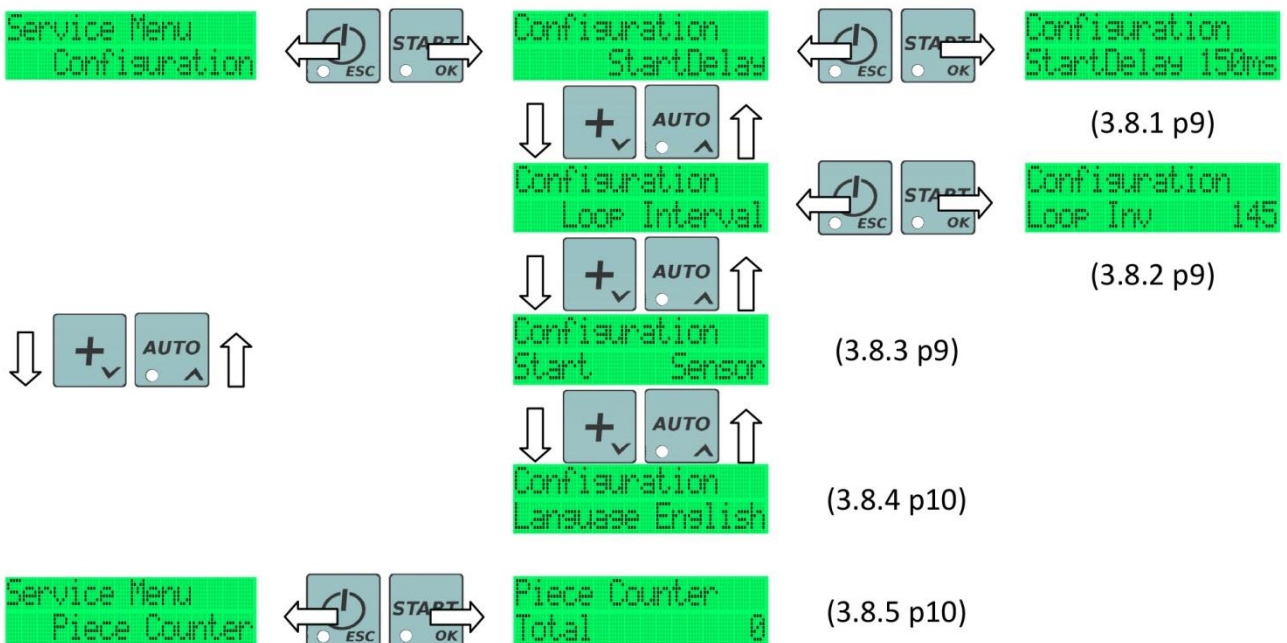 Service Menu
Configuration
ESC
START
OK
Configuration
StartDelay
ESC
START
OK
Configuration
StartDelay 150ms
+
AUTO
(3.8.1 p9)
Configuration
Loop Interval
ESC
START
OK
Configuration
Loop Inv 145
+
AUTO
(3.8.2 p9)
+
AUTO
Configuration
Start Sensor
(3.8.3 p9)
+
AUTO
Configuration
Language English
(3.8.4 p10)
Service Menu
Piece Counter
ESC
START
OK
Piece Counter
Total 0
(3.8.5 p10)